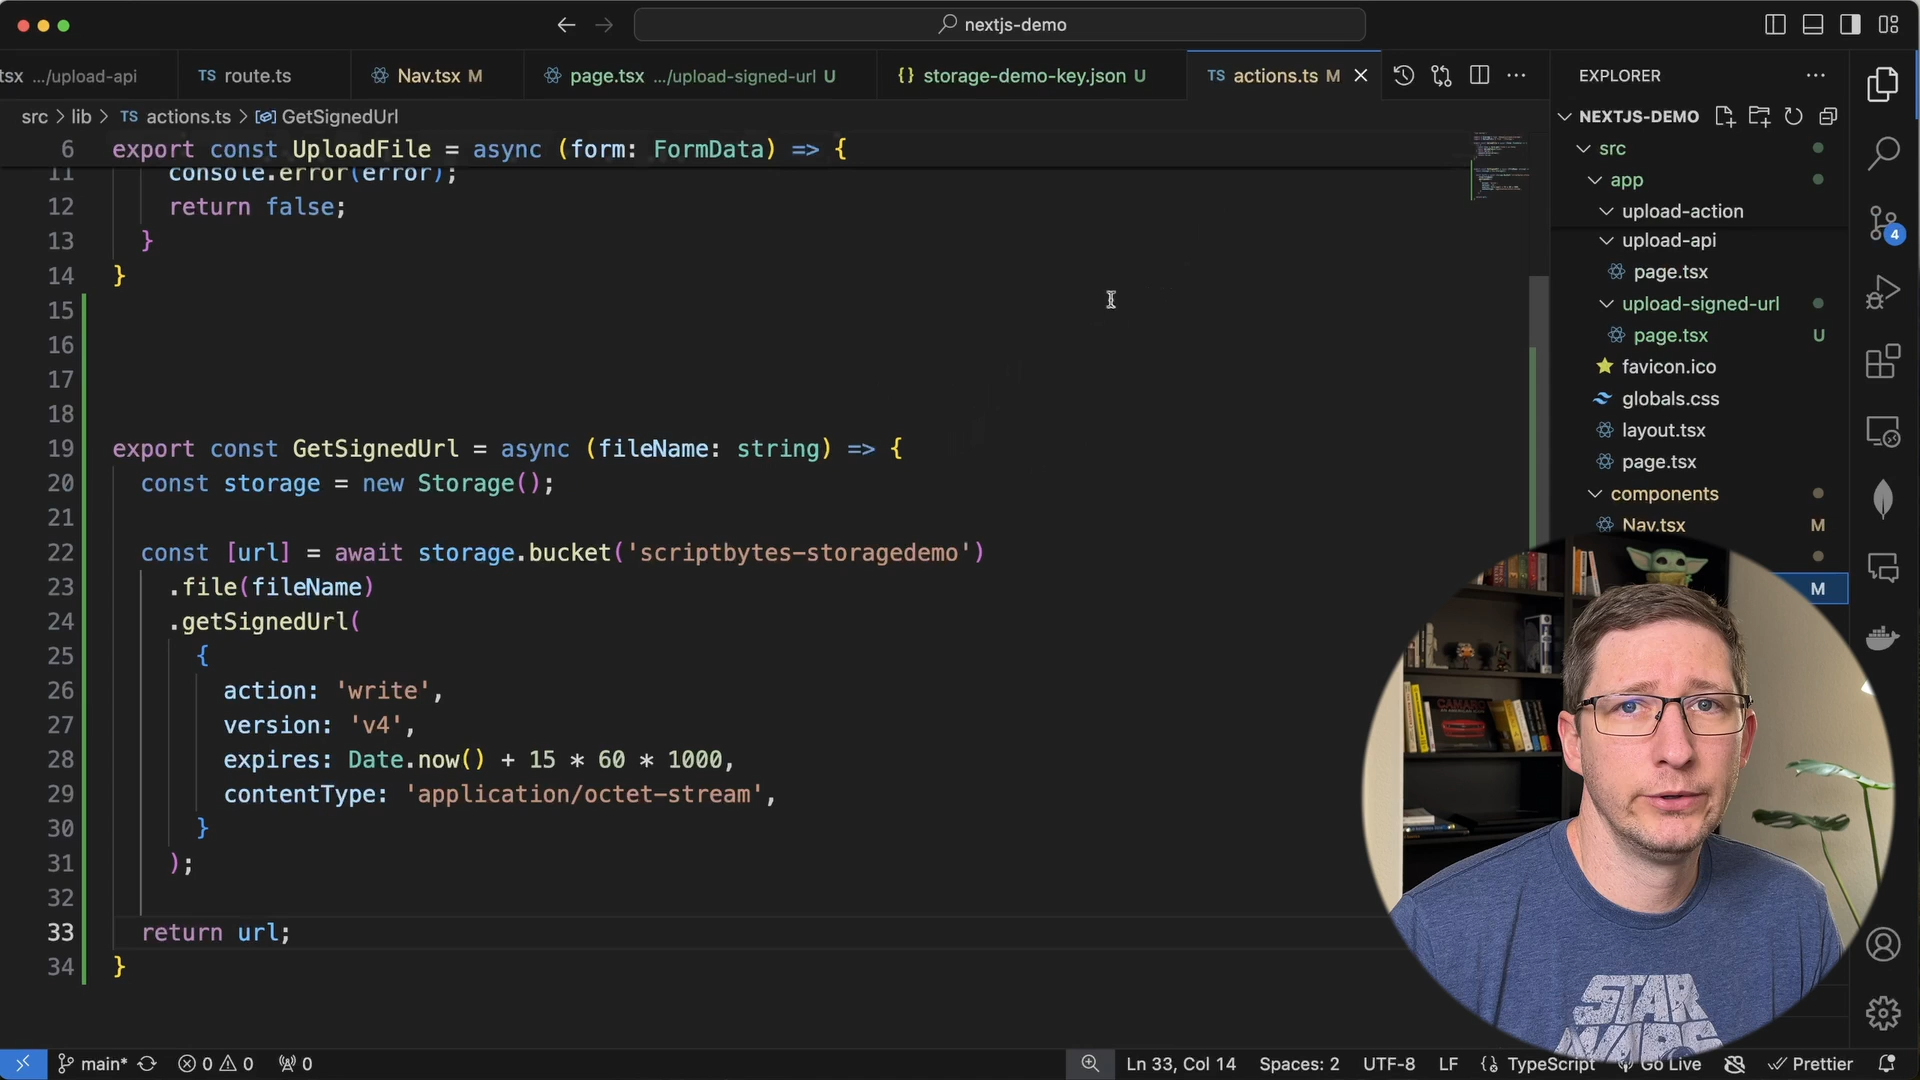 nextjs-demo
tsx .../upload-api
TS route.ts
Nav.tsx M
page.tsx .../upload-signed-url U
{} storage-demo-key.json U
TS actions.ts M
EXPLORER
src > lib > TS actions.ts > GetSignedUrl
NEXTJS-DEMO
6 export const UploadFile = async (form: FormData) => {
11 console.error(error);
12 return false;
13 }
14 }
15
16
17
18
19 export const GetSignedUrl = async (fileName: string) => {
20 const storage = new Storage();
21
22 const [url] = await storage.bucket('scriptbytes-storagedemo')
23 .file(fileName)
24 .getSignedUrl(
25 {
26 action: 'write',
27 version: 'v4',
28 expires: Date.now() + 15 * 60 * 1000,
29 contentType: 'application/octet-stream',
30 }
31 );
32
33 return url;
34 }
src
app
upload-action
upload-api
page.tsx
upload-signed-url
page.tsx U
favicon.ico
globals.css
layout.tsx
page.tsx
components
Nav.tsx M
M
4
CAMARO
STAR
WARS
main*
0 0
0
Ln 33, Col 14
Spaces: 2
UTF-8
LF
{} TypeScript
Go Live
Prettier